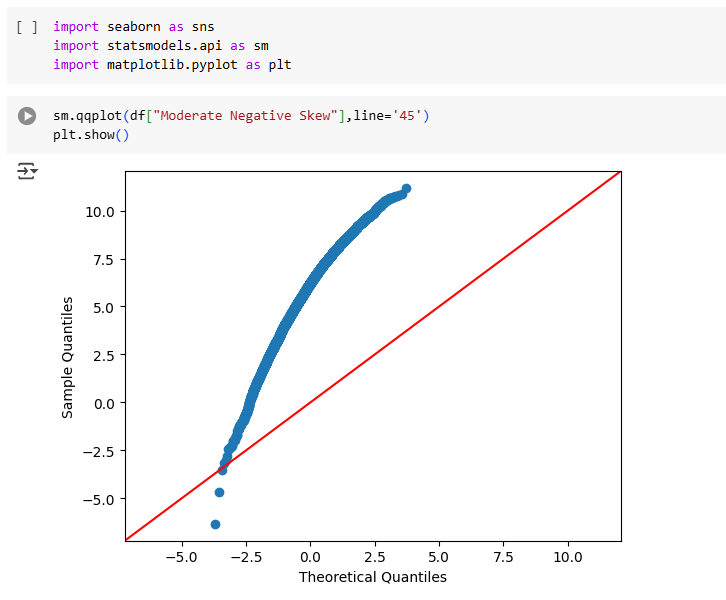 [ ] import seaborn as sns
import statsmodels.api as sm
import matplotlib.pyplot as plt
sm.qqplot(df["Moderate Negative Skew"],line='45')
plt.show()
10.0
7.5
5.0
2.5
0.0
−2.5
−5.0
Sample Quantiles
−5.0 −2.5 0.0 2.5 5.0 7.5 10.0
Theoretical Quantiles